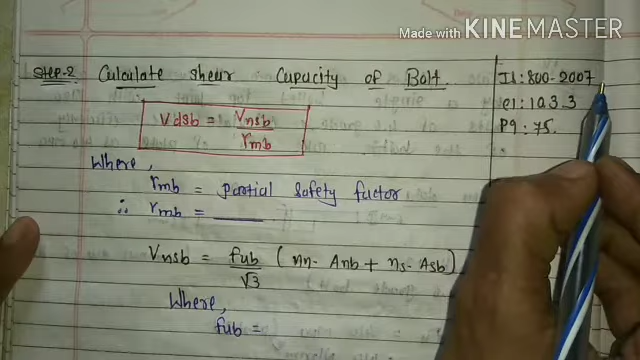 Made with KINEMASTER
Step-2 Calculate shear Capacity of Bolt.
IS:800-2007
Cl:10.3.3
Pg:75.
Vdsb = Vnsb / γmb
Where,
γmb = partial safety factor
∴ γmb = ____
Vnsb = fub/√3 ( nn- Anb + ns- Asb)
Where,
fub =